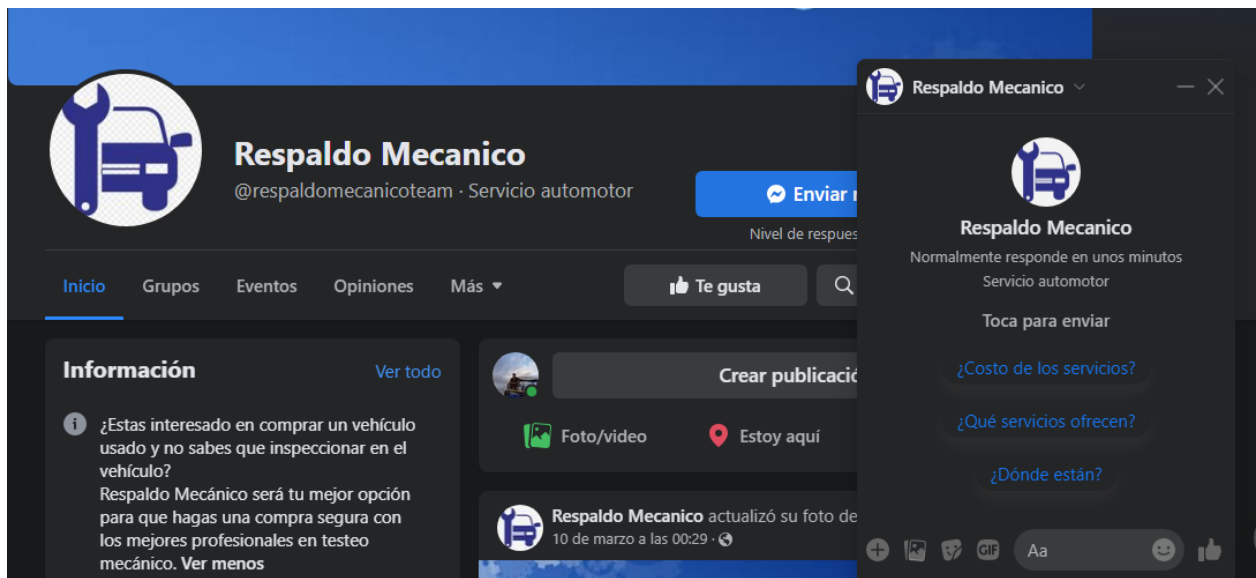 Respaldo Mecanico
@respaldomecanicoteam · Servicio automotor
Enviar
Nivel de
Inicio
Grupos
Eventos
Opiniones
Más
Te gusta
Información
Ver todo
¿Estas interesado en comprar un vehículo
usado y no sabes que inspeccionar en el
vehículo?
Respaldo Mecánico será tu mejor opción
para que hagas una compra segura con
los mejores profesionales en testeo
mecánico. Ver menos
Crear
Foto/video
Estoy aquí
Respaldo Mecanico actualizó su foto de
10 de marzo a las 00:29 ·
Respaldo Mecanico
Respaldo Mecanico
Normalmente responde en unos minutos
Servicio automotor
Toca para enviar
¿Costo de los servicios?
¿Qué servicios ofrecen?
¿Dónde están?
GIF
Aa